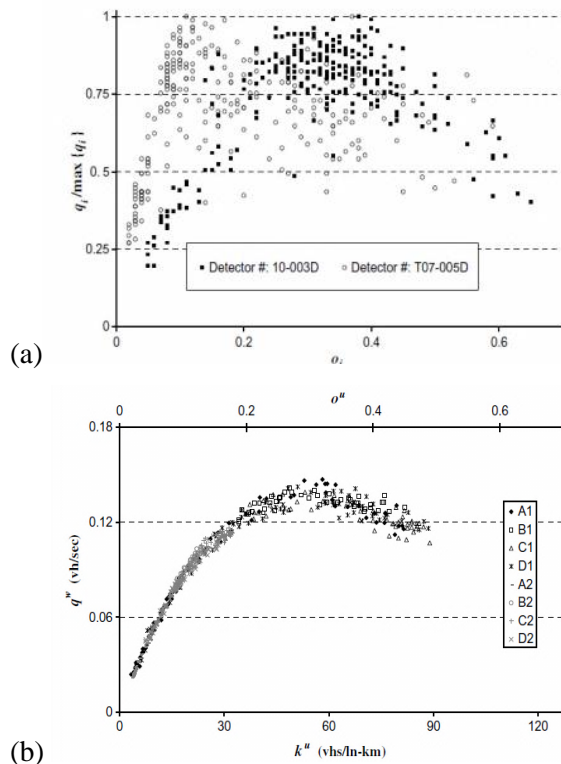 1
0.75
q_i/max {q_i}
0.5
0.25
0
■ Detector #: 10-003D ○ Detector #: T07-005D
0 0.2 0.4 0.6
o_i
(a)
o^u
0 0.2 0.4 0.6
0.18
0.12
q^w (vh/sec)
0.06
0
A1
B1
C1
D1
A2
B2
C2
D2
0 30 60 90 120
k^u (vhs/ln-km)
(b)